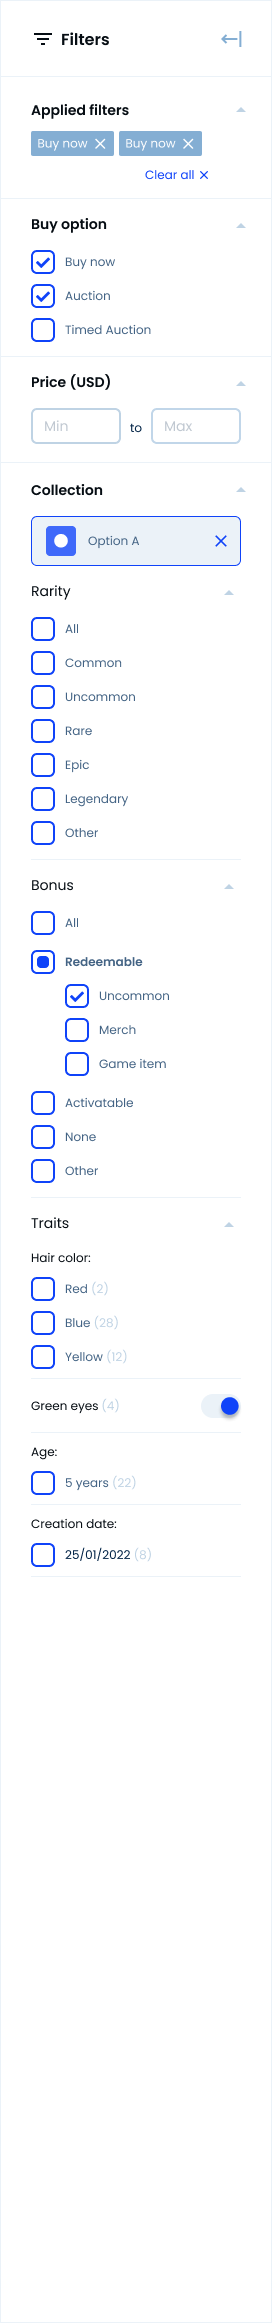 Filters
Applied filters
Buy now Buy now
Clear all
Buy option
Buy now
Auction
Timed Auction
Price (USD)
Min to Max
Collection
Option A
Rarity
All
Common
Uncommon
Rare
Epic
Legendary
Other
Bonus
All
Redeemable
Uncommon
Merch
Game item
Activatable
None
Other
Traits
Hair color:
Red (2)
Blue (28)
Yellow (12)
Green eyes (4)
Age:
5 years (22)
Creation date:
25/01/2022 (8)